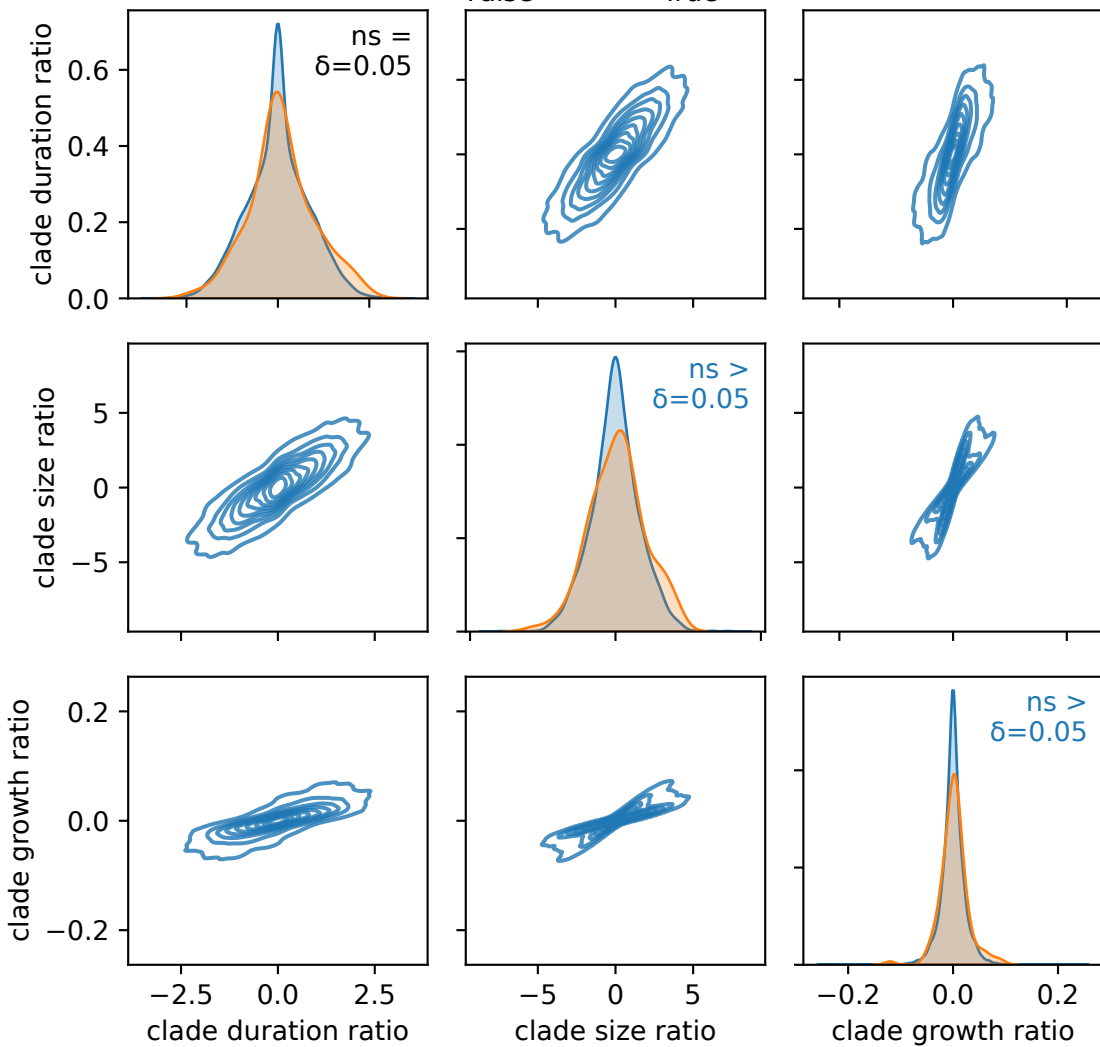 clade duration ratio
0.6
0.4
0.2
0.0
ns =
δ=0.05
clade size ratio
5
0
−5
ns >
δ=0.05
clade growth ratio
0.2
0.0
−0.2
ns >
δ=0.05
−2.5 0.0 2.5
−5 0 5
−0.2 0.0 0.2
clade duration ratio
clade size ratio
clade growth ratio